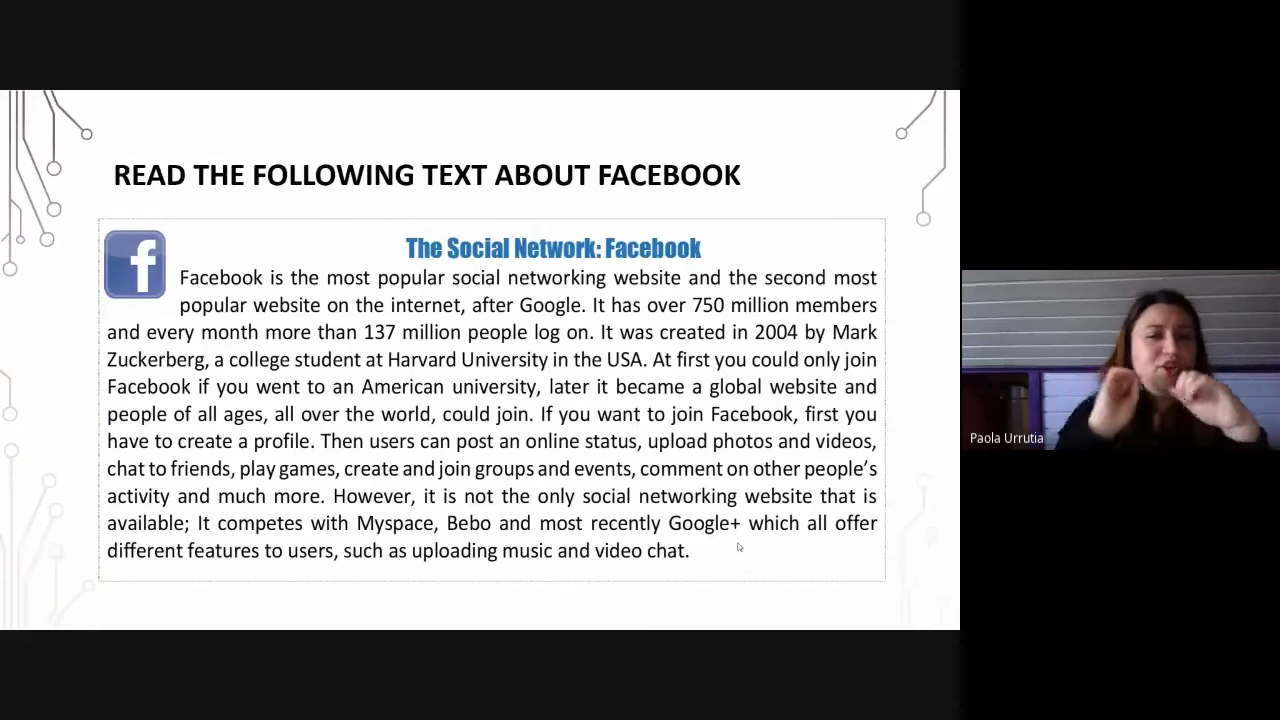 READ THE FOLLOWING TEXT ABOUT FACEBOOK
f
The Social Network: Facebook
Facebook is the most popular social networking website and the second most
popular website on the internet, after Google. It has over 750 million members
and every month more than 137 million people log on. It was created in 2004 by Mark
Zuckerberg, a college student at Harvard University in the USA. At first you could only join
Facebook if you went to an American university, later it became a global website and
people of all ages, all over the world, could join. If you want to join Facebook, first you
have to create a profile. Then users can post an online status, upload photos and videos,
chat to friends, play games, create and join groups and events, comment on other people's
activity and much more. However, it is not the only social networking website that is
available; It competes with Myspace, Bebo and most recently Google+ which all offer
different features to users, such as uploading music and video chat.
Paola Urrutia